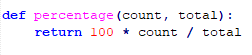 def percentage(count, total):
    return 100 * count / total